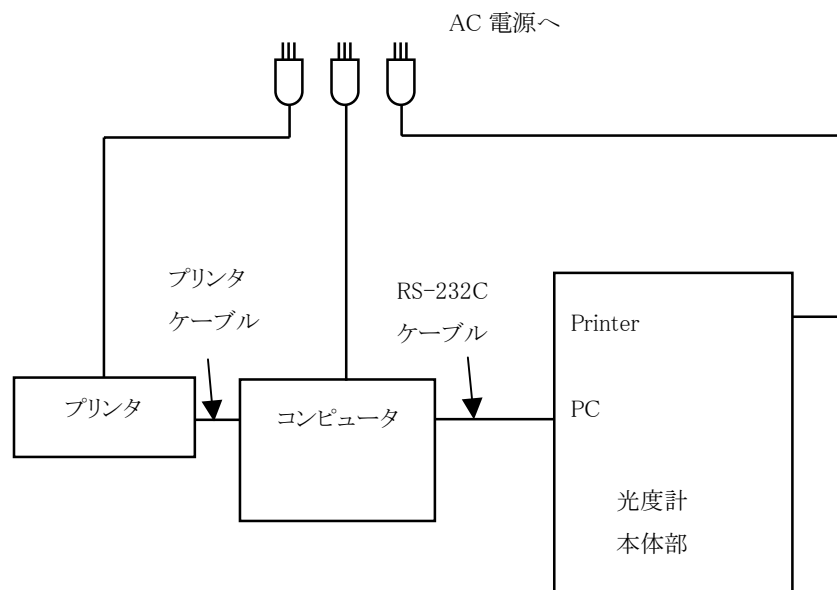 AC 電源へ
プリンタ
ケーブル
RS-232C
ケーブル
Printer
プリンタ
コンピュータ
PC
光度計
本体部